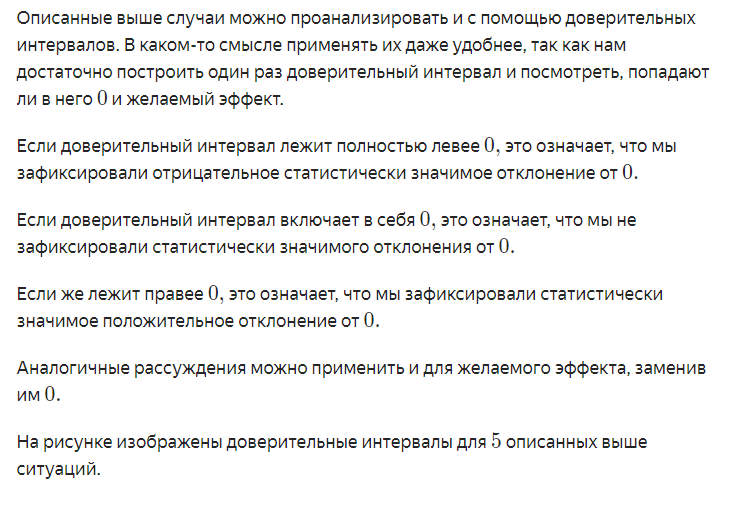 Описанные выше случаи можно проанализировать и с помощью доверительных
интервалов. В каком-то смысле применять их даже удобнее, так как нам
достаточно построить один раз доверительный интервал и посмотреть, попадают
ли в него 0 и желаемый эффект.
Если доверительный интервал лежит полностью левее 0, это означает, что мы
зафиксировали отрицательное статистически значимое отклонение от 0.
Если доверительный интервал включает в себя 0, это означает, что мы не
зафиксировали статистически значимого отклонения от 0.
Если же лежит правее 0, это означает, что мы зафиксировали статистически
значимое положительное отклонение от 0.
Аналогичные рассуждения можно применить и для желаемого эффекта, заменив
им 0.
На рисунке изображены доверительные интервалы для 5 описанных выше
ситуаций.